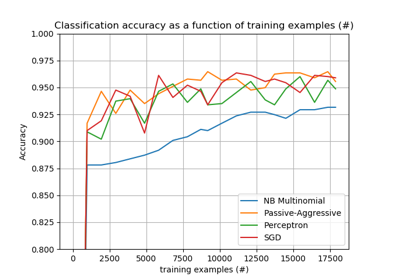 Classification accuracy as a function of training examples (#)
1.000
0.975
0.950
0.925
0.900
0.875
0.850
0.825
0.800
Accuracy
NB Multinomial
Passive-Aggressive
Perceptron
SGD
0 2500 5000 7500 10000 12500 15000 17500
training examples (#)